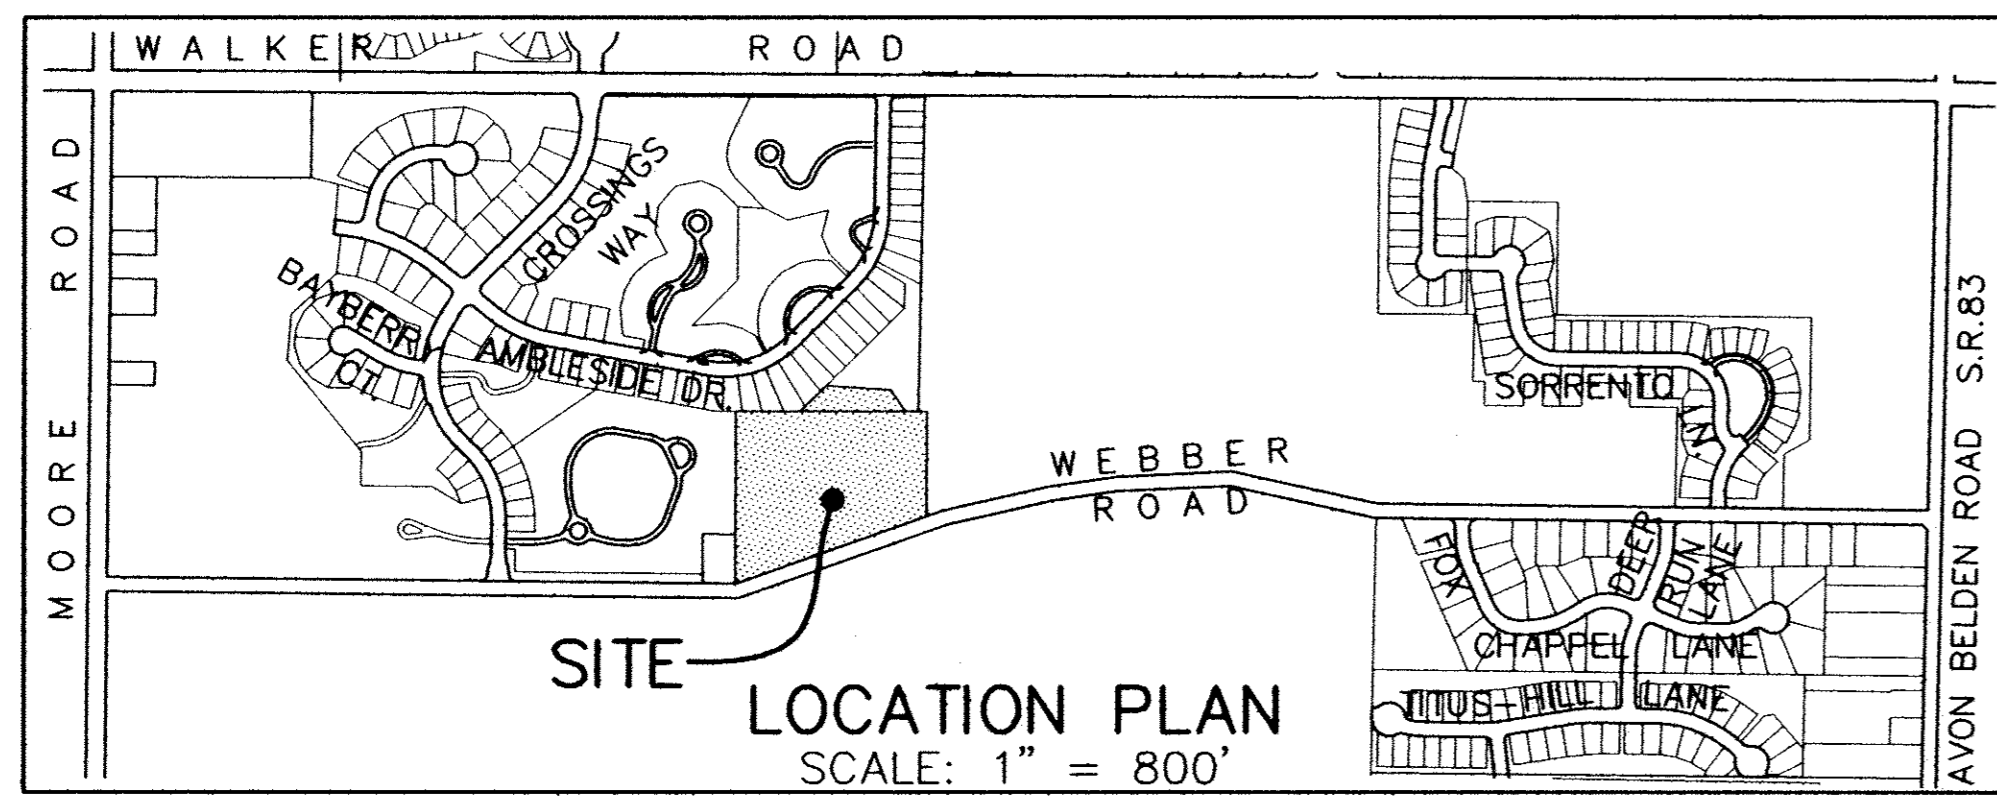 WALKER ROAD
MOORE ROAD
CROSSINGS
WAY
BAYBERRY
CT.
AMBLESIDE DR.
WEBBER
ROAD
SORRENTO
LN.
AVON BELDEN ROAD S.R.83
FOX
DEER
RUN
LANE
CHAPPEL LANE
TITUS HILL LANE
SITE
LOCATION PLAN
SCALE: 1" = 800'